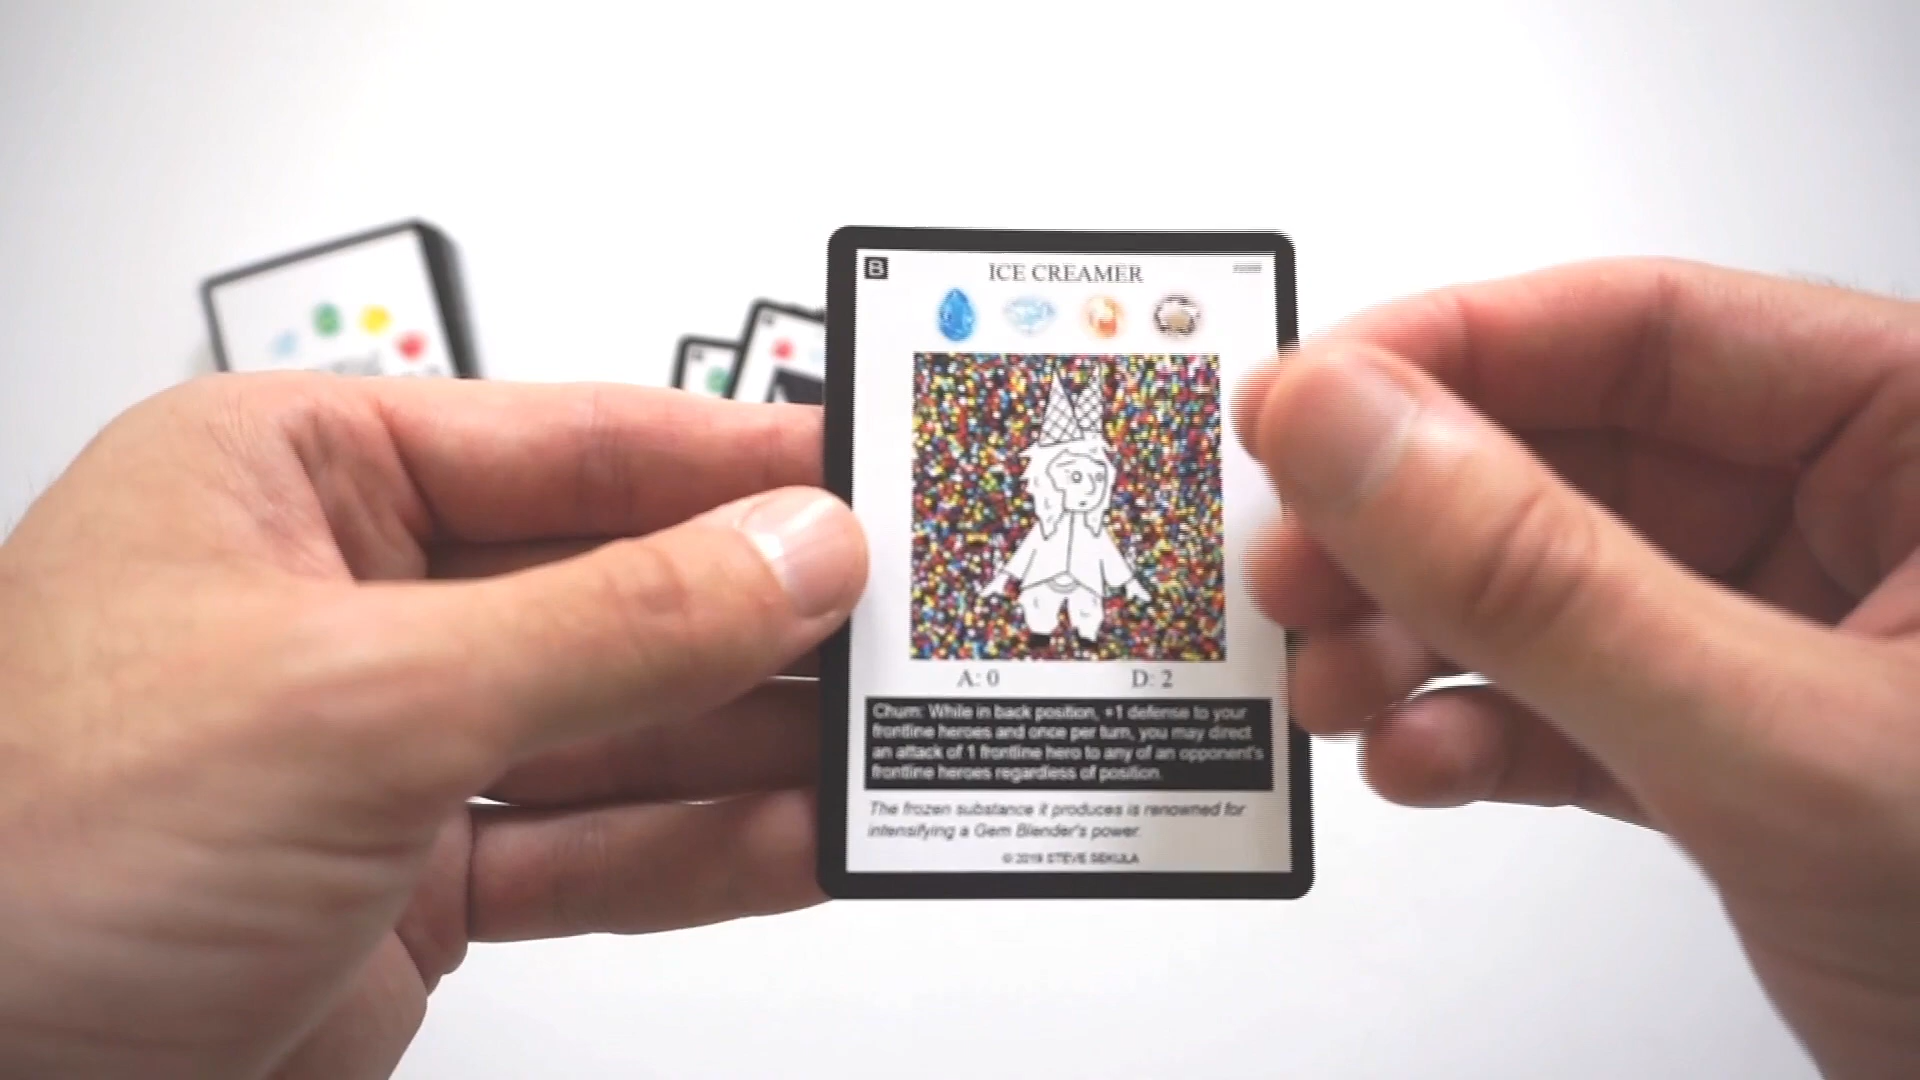 B
ICE CREAMER
A: 0
D: 2
Churn: While in back position, +1 defense to your
frontline heroes and once per turn, you may direct
an attack of 1 frontline hero to any of an opponent's
frontline heroes regardless of position.
The frozen substance it produces is renowned for
intensifying a Gem Blender's power.
© 2019 STEVE SEKULA